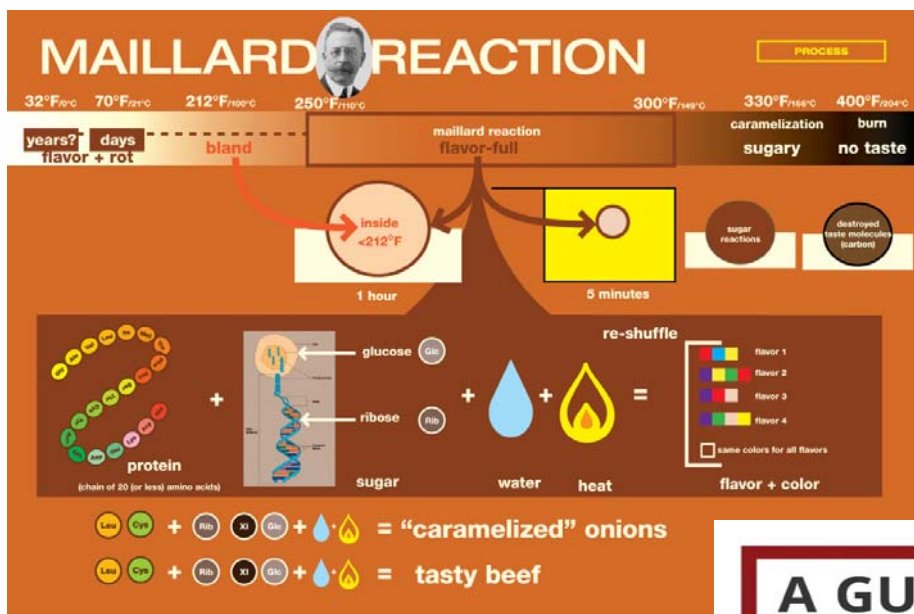 MAILLARD REACTION
PROCESS
32°F/0°C 70°F/21°C 212°F/100°C 250°F/110°C 300°F/149°C 330°F/166°C 400°F/204°C
years? days
flavor + rot
bland
maillard reaction
flavor-full
caramelization
sugary
burn
no taste
inside
<212°F
1 hour
5 minutes
sugar
reactions
destroyed
taste molecules
(carbon)
re-shuffle
glucose Glc
ribose Rib
protein
(chain of 20 (or less) amino acids)
+
sugar
+
water
+
heat
=
flavor 1
flavor 2
flavor 3
flavor 4
same colors for all flavors
flavor + color
Leu Cys + Rib Xl Glc + + = “caramelized” onions
Leu Cys + Rib Xl Glc + + = tasty beef
A GU